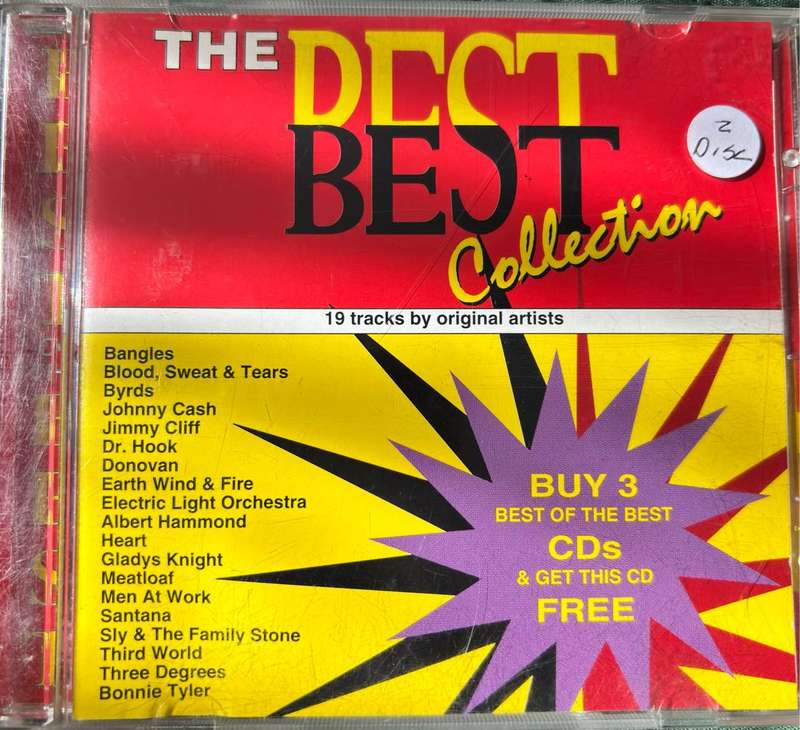 THE BEST
BEST
Collection
2
Disc
19 tracks by original artists
Bangles
Blood, Sweat & Tears
Byrds
Johnny Cash
Jimmy Cliff
Dr. Hook
Donovan
Earth Wind & Fire
Electric Light Orchestra
Albert Hammond
Heart
Gladys Knight
Meatloaf
Men At Work
Santana
Sly & The Family Stone
Third World
Three Degrees
Bonnie Tyler
BUY 3
BEST OF THE BEST
CDs
& GET THIS CD
FREE